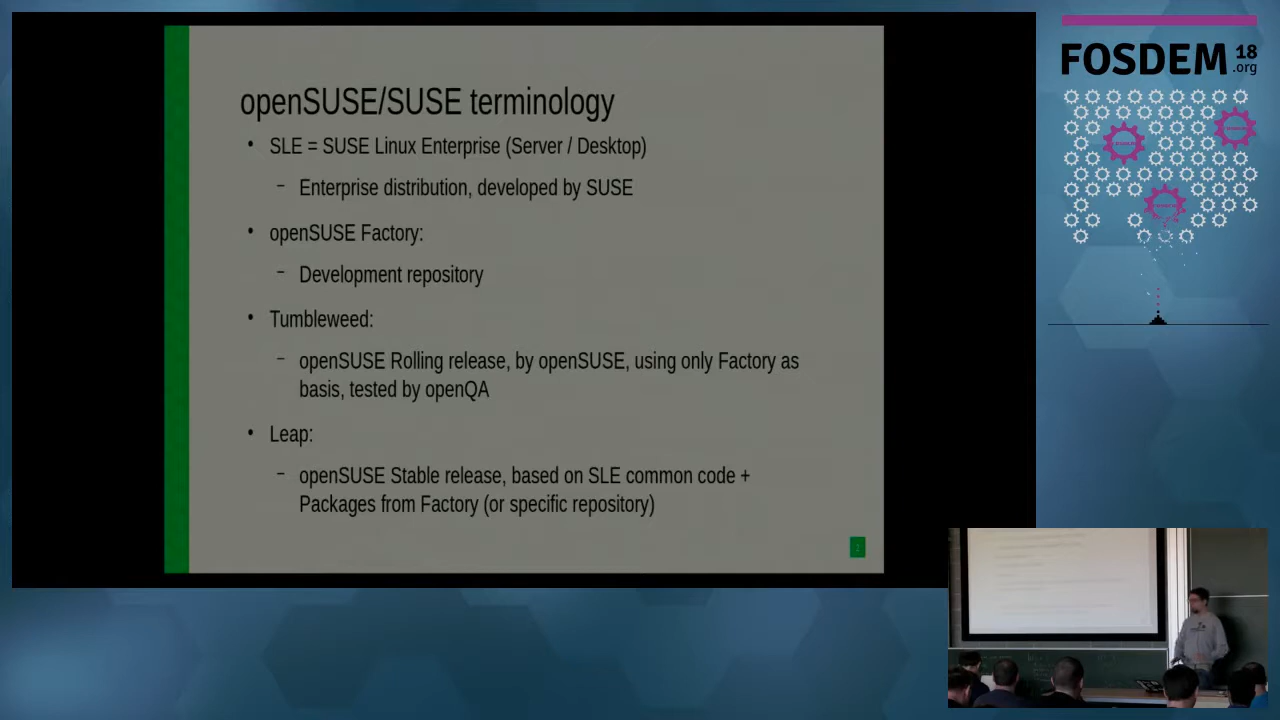 openSUSE/SUSE terminology
• SLE = SUSE Linux Enterprise (Server / Desktop)
– Enterprise distribution, developed by SUSE
• openSUSE Factory:
– Development repository
• Tumbleweed:
– openSUSE Rolling release, by openSUSE, using only Factory as
basis, tested by openQA
• Leap:
– openSUSE Stable release, based on SLE common code +
Packages from Factory (or specific repository)
2
FOSDEM 18
.org